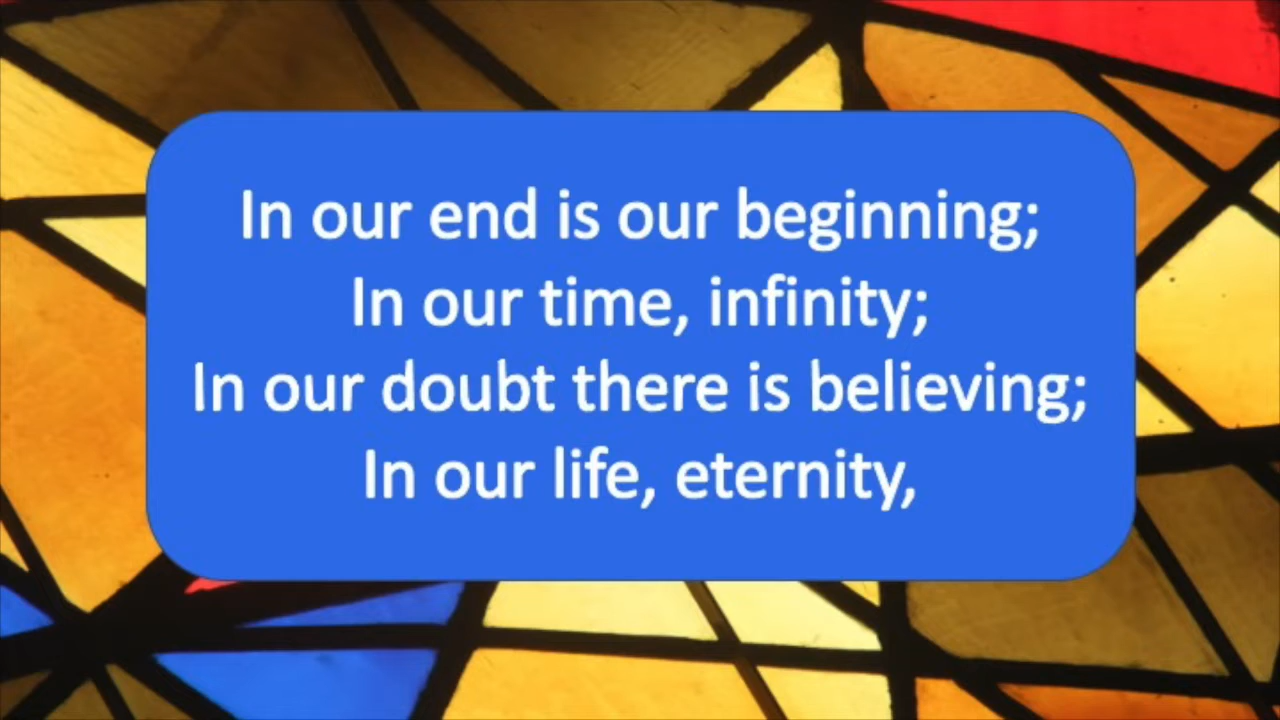 In our end is our beginning;
In our time, infinity;
In our doubt there is believing;
In our life, eternity,